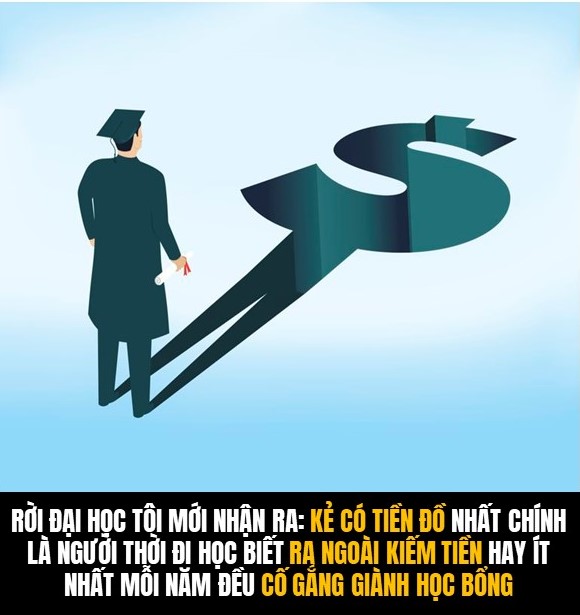 RỜI ĐẠI HỌC TÔI MỚI NHẬN RA: KẺ CÓ TIỀN ĐỒ NHẤT CHÍNH
LÀ NGƯỜI THỜI ĐI HỌC BIẾT RA NGOÀI KIẾM TIỀN HAY ÍT
NHẤT MỖI NĂM ĐỀU CỐ GẮNG GIÀNH HỌC BỔNG